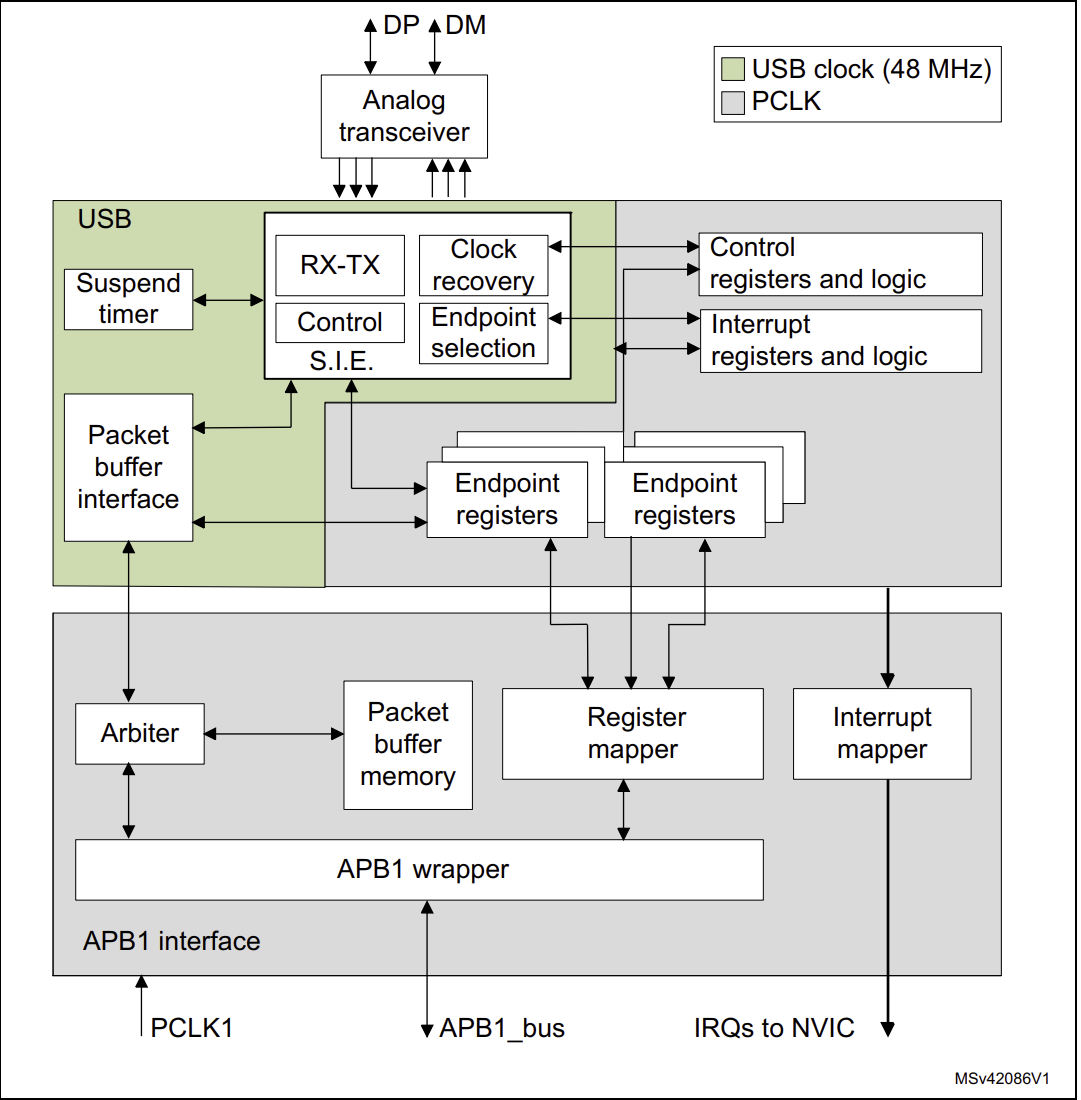 DP DM
USB clock (48 MHz)
PCLK
Analog
transceiver
USB
RX-TX
Clock
recovery
Control
registers and logic
Suspend
timer
Control
Endpoint
selection
S.I.E.
Interrupt
registers and logic
Packet
buffer
interface
Endpoint
registers
Endpoint
registers
Arbiter
Packet
buffer
memory
Register
mapper
Interrupt
mapper
APB1 wrapper
APB1 interface
PCLK1
APB1_bus
IRQs to NVIC
MSv42086V1